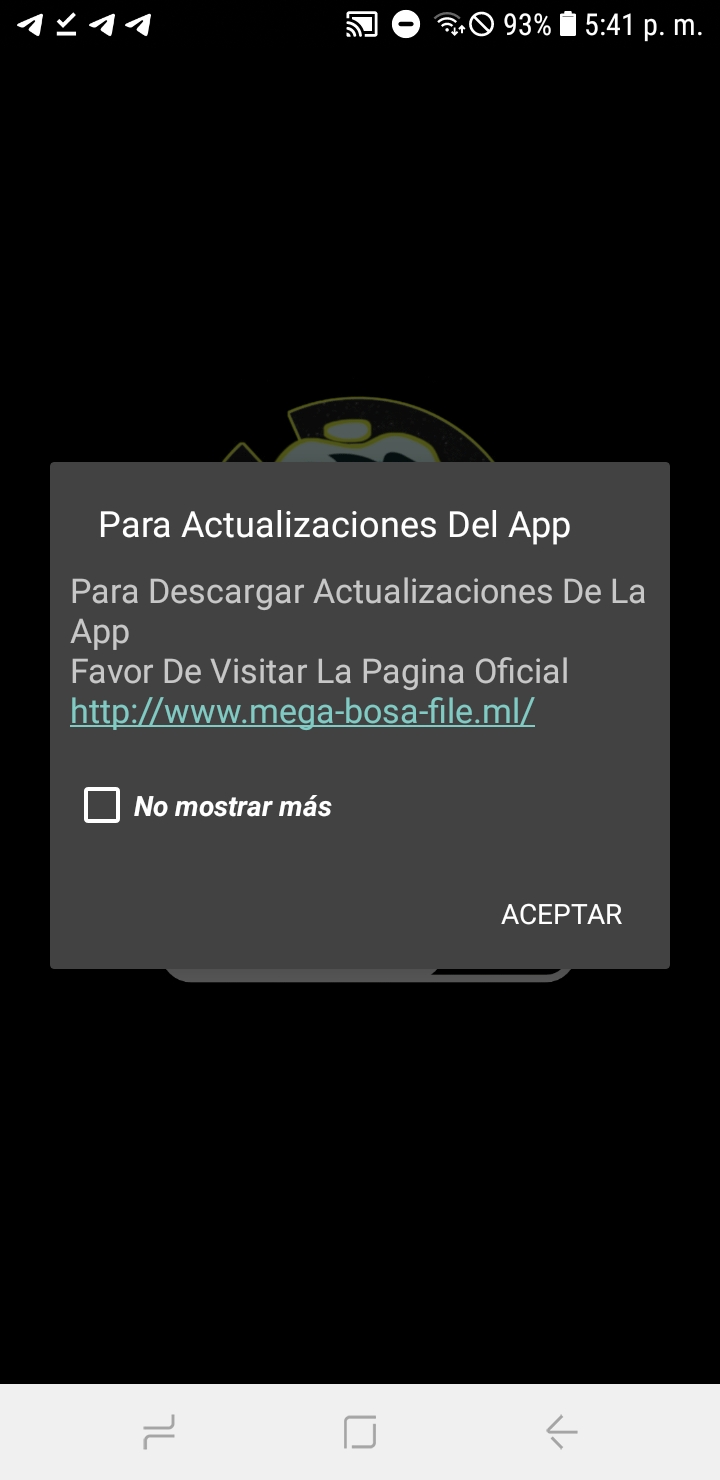 93% 5:41 p. m.
Para Actualizaciones Del App
Para Descargar Actualizaciones De La
App
Favor De Visitar La Pagina Oficial
http://www.mega-bosa-file.ml/
No mostrar más
ACEPTAR